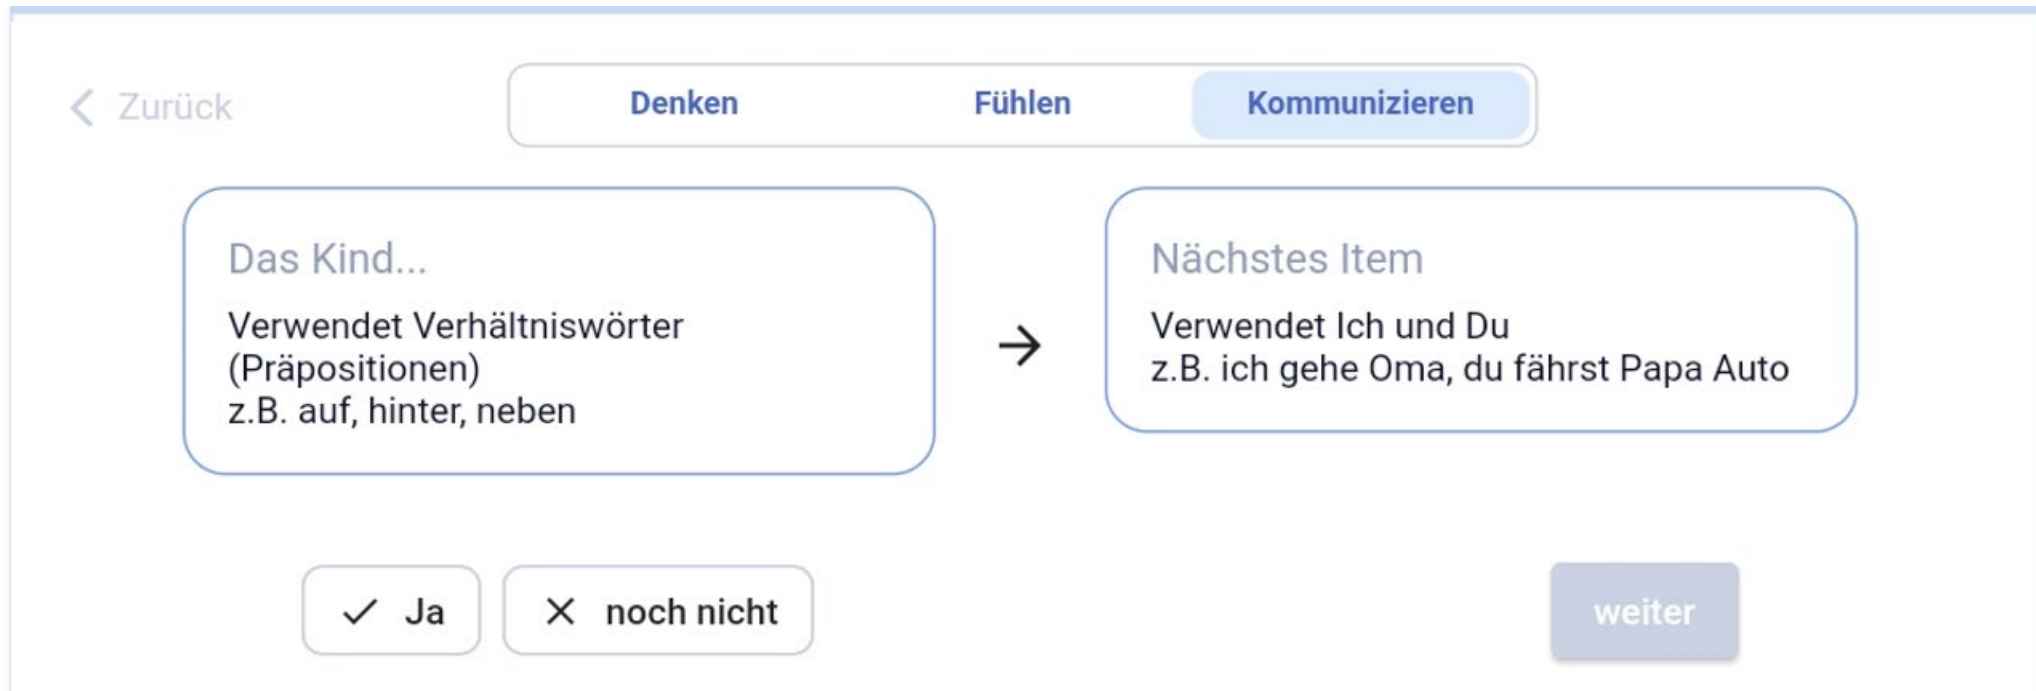 Zurück
Denken
Fühlen
Kommunizieren
Das Kind...
Verwendet Verhältniswörter
(Präpositionen)
z.B. auf, hinter, neben
Nächstes Item
Verwendet Ich und Du
z.B. ich gehe Oma, du fährst Papa Auto
Ja
noch nicht
weiter